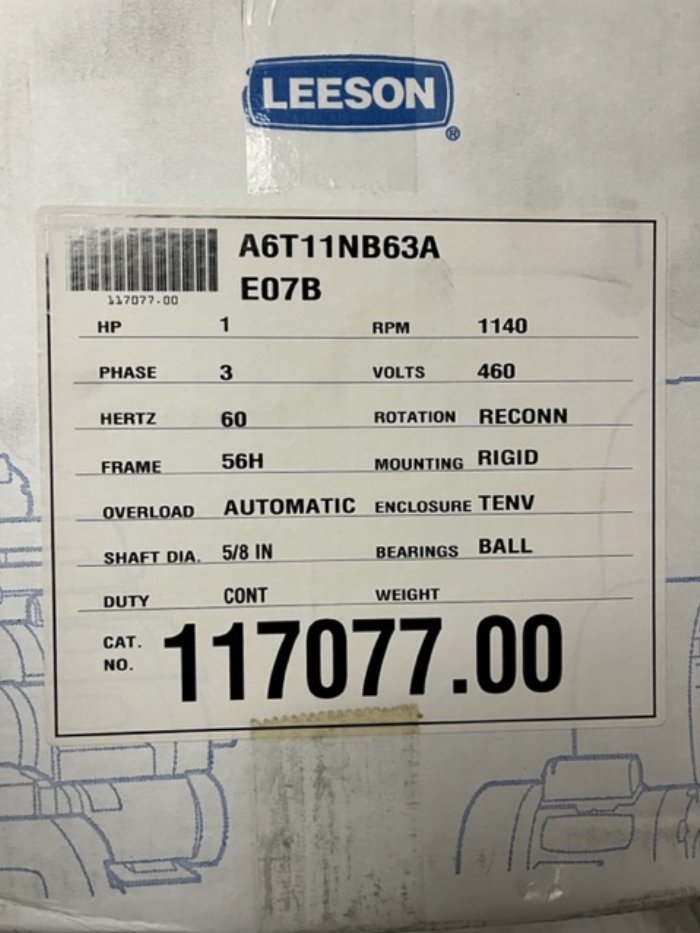 LEESON
®
A6T11NB63A
E07B
117077.00
HP 1 RPM 1140
PHASE 3 VOLTS 460
HERTZ 60 ROTATION RECONN
FRAME 56H MOUNTING RIGID
OVERLOAD AUTOMATIC ENCLOSURE TENV
SHAFT DIA. 5/8 IN BEARINGS BALL
DUTY CONT WEIGHT
CAT. NO. 117077.00